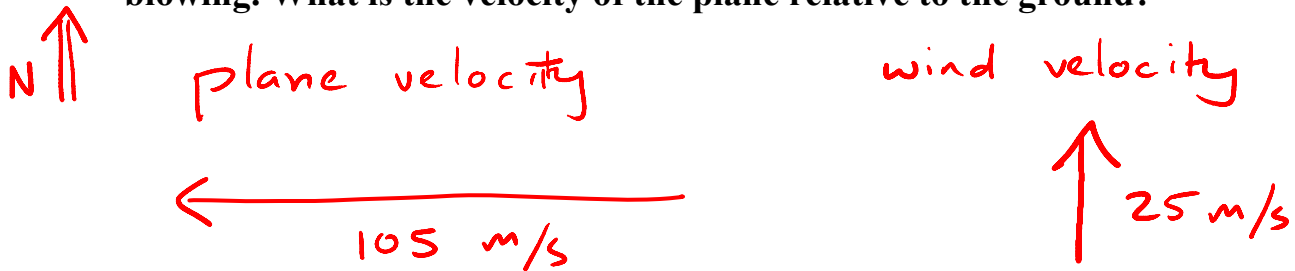 blowing? What is the velocity of the plane relative to the ground?
N plane velocity wind velocity
105 m/s 25 m/s